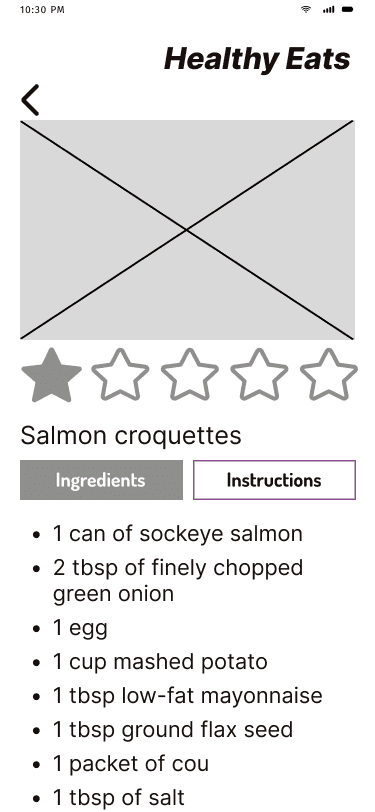 10:30 PM
Healthy Eats
Salmon croquettes
Ingredients
Instructions
• 1 can of sockeye salmon
• 2 tbsp of finely chopped
green onion
• 1 egg
• 1 cup mashed potato
• 1 tbsp low-fat mayonnaise
• 1 tbsp ground flax seed
• 1 packet of cou
• 1 tbsp of salt